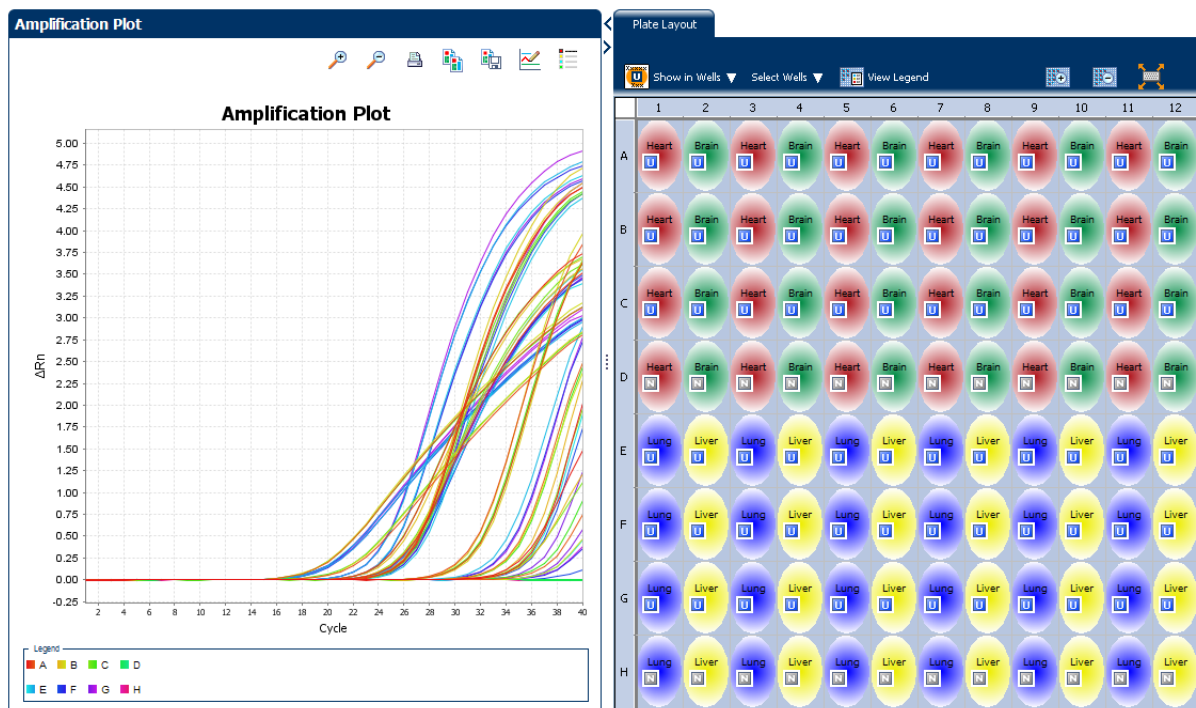 Amplification Plot
Amplification Plot
5.00
4.75
4.50
4.25
4.00
3.75
3.50
3.25
3.00
2.75
2.50
2.25
2.00
1.75
1.50
1.25
1.00
0.75
0.50
0.25
0.00
-0.25
ΔRn
2 4 6 8 10 12 14 16 18 20 22 24 26 28 30 32 34 36 38 40
Cycle
Legend
A B C D
E F G H
Plate Layout
U Show in Wells ▼ Select Wells ▼ View Legend
1 2 3 4 5 6 7 8 9 10 11 12
A
Heart Brain Heart Brain Heart Brain Heart Brain Heart Brain Heart Brain
U U U U U U U U U U U U
B
Heart Brain Heart Brain Heart Brain Heart Brain Heart Brain Heart Brain
U U U U U U U U U U U U
C
Heart Brain Heart Brain Heart Brain Heart Brain Heart Brain Heart Brain
U U U U U U U U U U U U
D
Heart Brain Heart Brain Heart Brain Heart Brain Heart Brain Heart Brain
N N N N N N N N N N N N
E
Lung Liver Lung Liver Lung Liver Lung Liver Lung Liver Lung Liver
U U U U U U U U U U U U
F
Lung Liver Lung Liver Lung Liver Lung Liver Lung Liver Lung Liver
U U U U U U U U U U U U
G
Lung Liver Lung Liver Lung Liver Lung Liver Lung Liver Lung Liver
U U U U U U U U U U U U
H
Lung Liver Lung Liver Lung Liver Lung Liver Lung Liver Lung Liver
N N N N N N N N N N N N